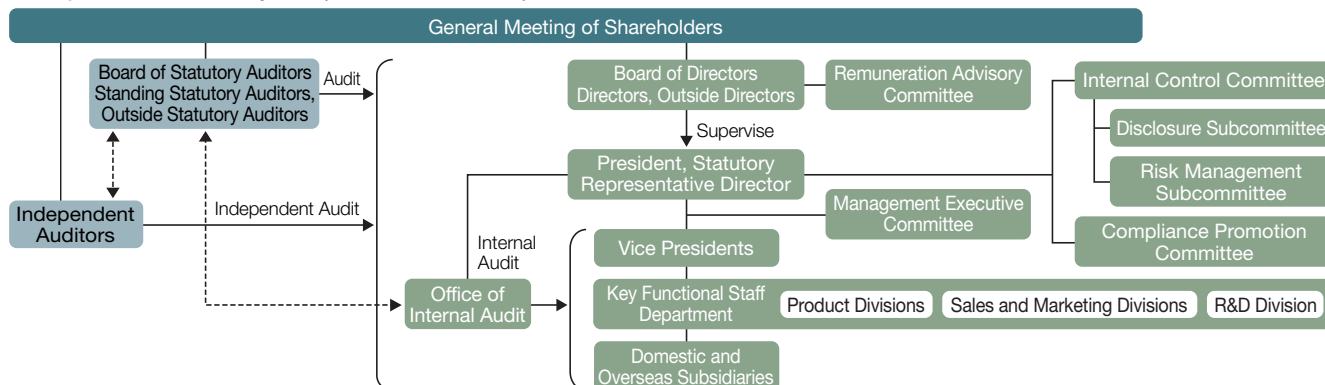 General Meeting of Shareholders
Board of Statutory Auditors
Standing Statutory Auditors,
Outside Statutory Auditors
Audit
Board of Directors
Directors, Outside Directors
Remuneration Advisory
Committee
Internal Control Committee
Disclosure Subcommittee
Supervise
President, Statutory
Representative Director
Risk Management
Subcommittee
Independent
Auditors
Independent Audit
Management Executive
Committee
Compliance Promotion
Committee
Internal
Audit
Vice Presidents
Office of
Internal Audit
Key Functional Staff
Department
Product Divisions
Sales and Marketing Divisions
R&D Division
Domestic and
Overseas Subsidiaries